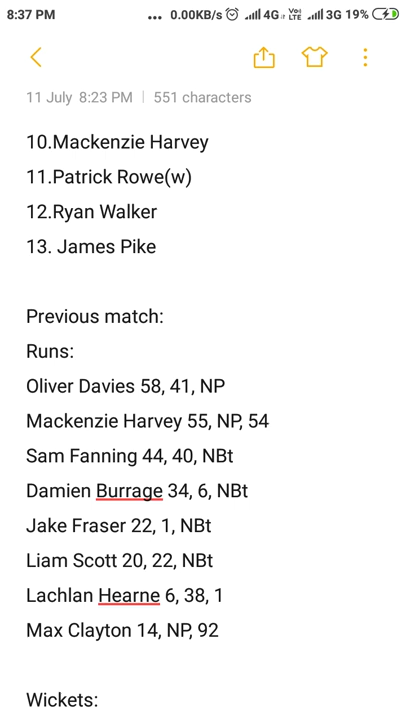 8:37 PM ... 0.00KB/s 4G Vo) LTE 3G 19%
11 July 8:23 PM | 551 characters
10.Mackenzie Harvey
11.Patrick Rowe(w)
12.Ryan Walker
13. James Pike
Previous match:
Runs:
Oliver Davies 58, 41, NP
Mackenzie Harvey 55, NP, 54
Sam Fanning 44, 40, NBt
Damien Burrage 34, 6, NBt
Jake Fraser 22, 1, NBt
Liam Scott 20, 22, NBt
Lachlan Hearne 6, 38, 1
Max Clayton 14, NP, 92
Wickets: